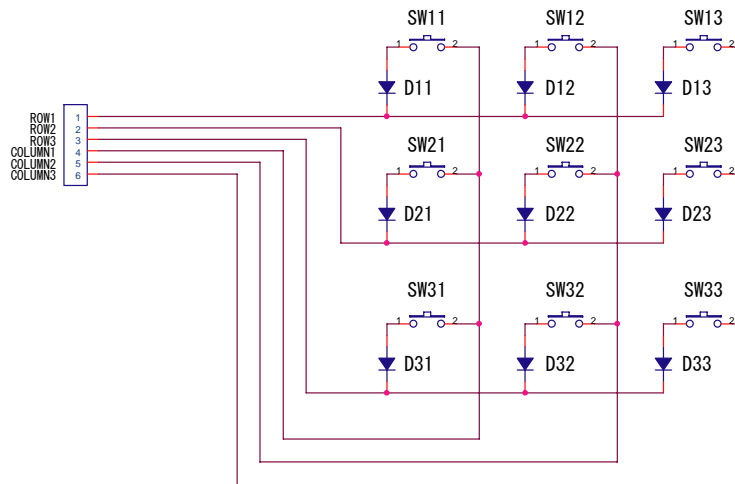 SW11 SW12 SW13
1 2 1 2 1 2
D11 D12 D13
ROW1 1
ROW2 2
ROW3 3
COLUMN1 4
COLUMN2 5
COLUMN3 6
SW21 SW22 SW23
1 2 1 2 1 2
D21 D22 D23
SW31 SW32 SW33
1 2 1 2 1 2
D31 D32 D33